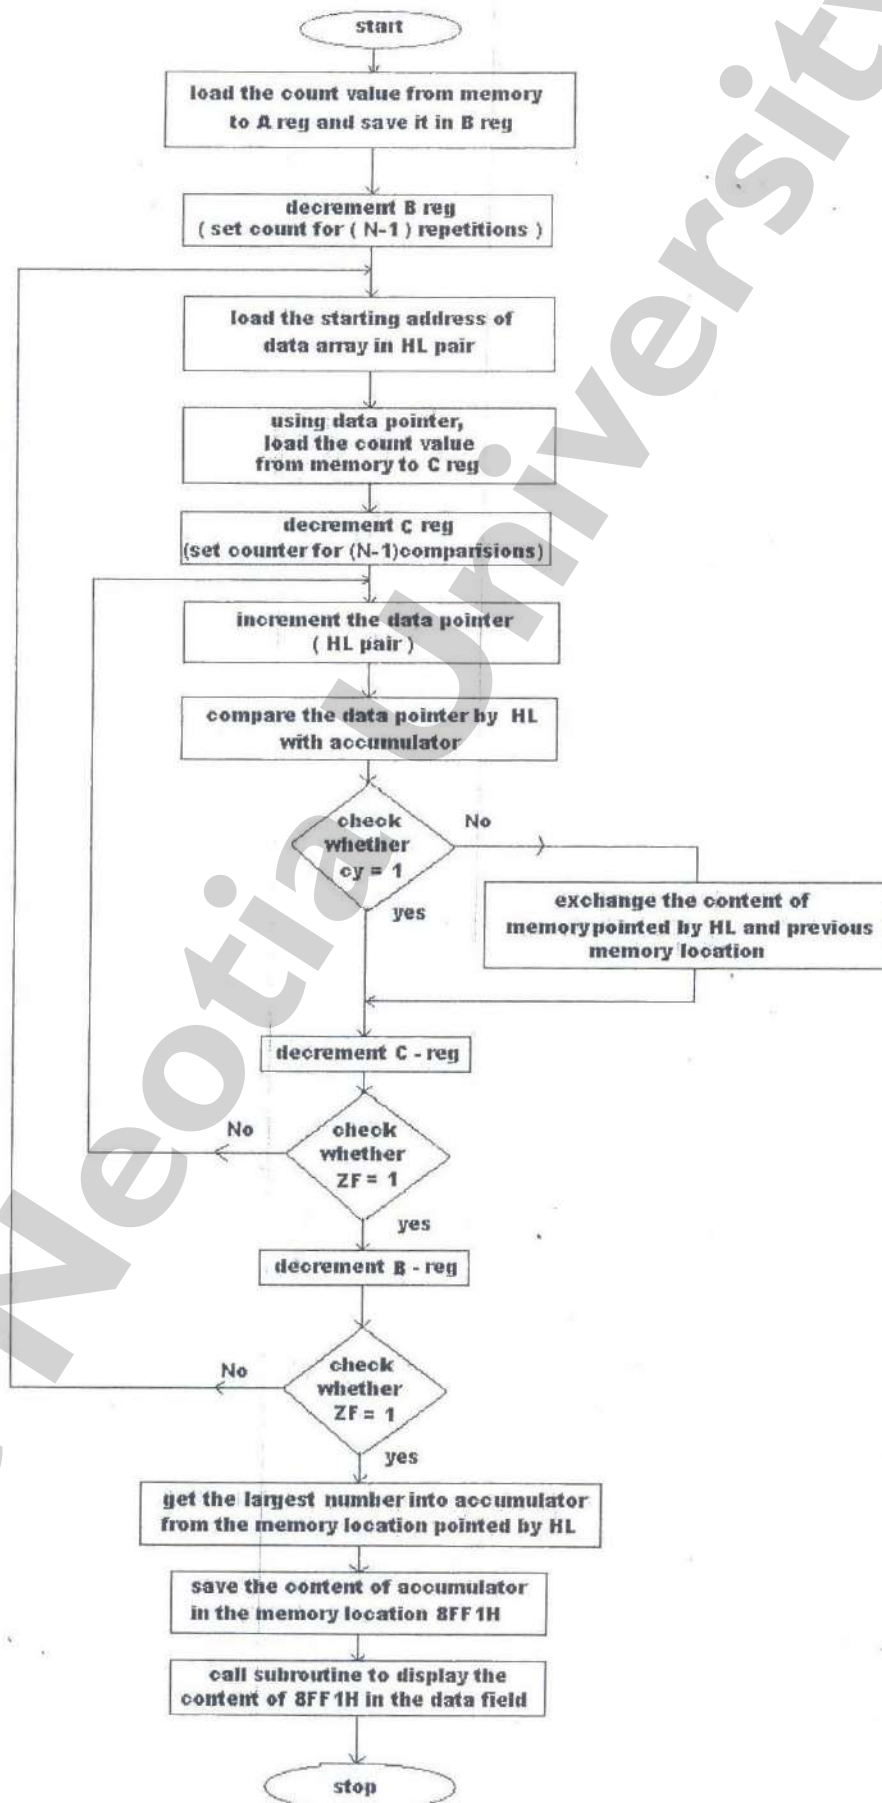 start
load the count value from memory
to A reg and save it in B reg
decrement B reg
( set count for ( N-1 ) repetitions )
load the starting address of
data array in HL pair
using data pointer,
load the count value
from memory to C reg
decrement C reg
(set counter for (N-1)comparisions)
increment the data pointer
( HL pair )
compare the data pointer by HL
with accumulator
check
whether
cy = 1
No
yes
exchange the content of
memorypointed by HL and previous
memory location
decrement C - reg
check
whether
ZF = 1
No
yes
decrement B - reg
check
whether
ZF = 1
No
yes
get the largest number into accumulator
from the memory location pointed by HL
save the content of accumulator
in the memory location 8FF1H
call subroutine to display the
content of 8FF1H in the data field
stop
Neotia University